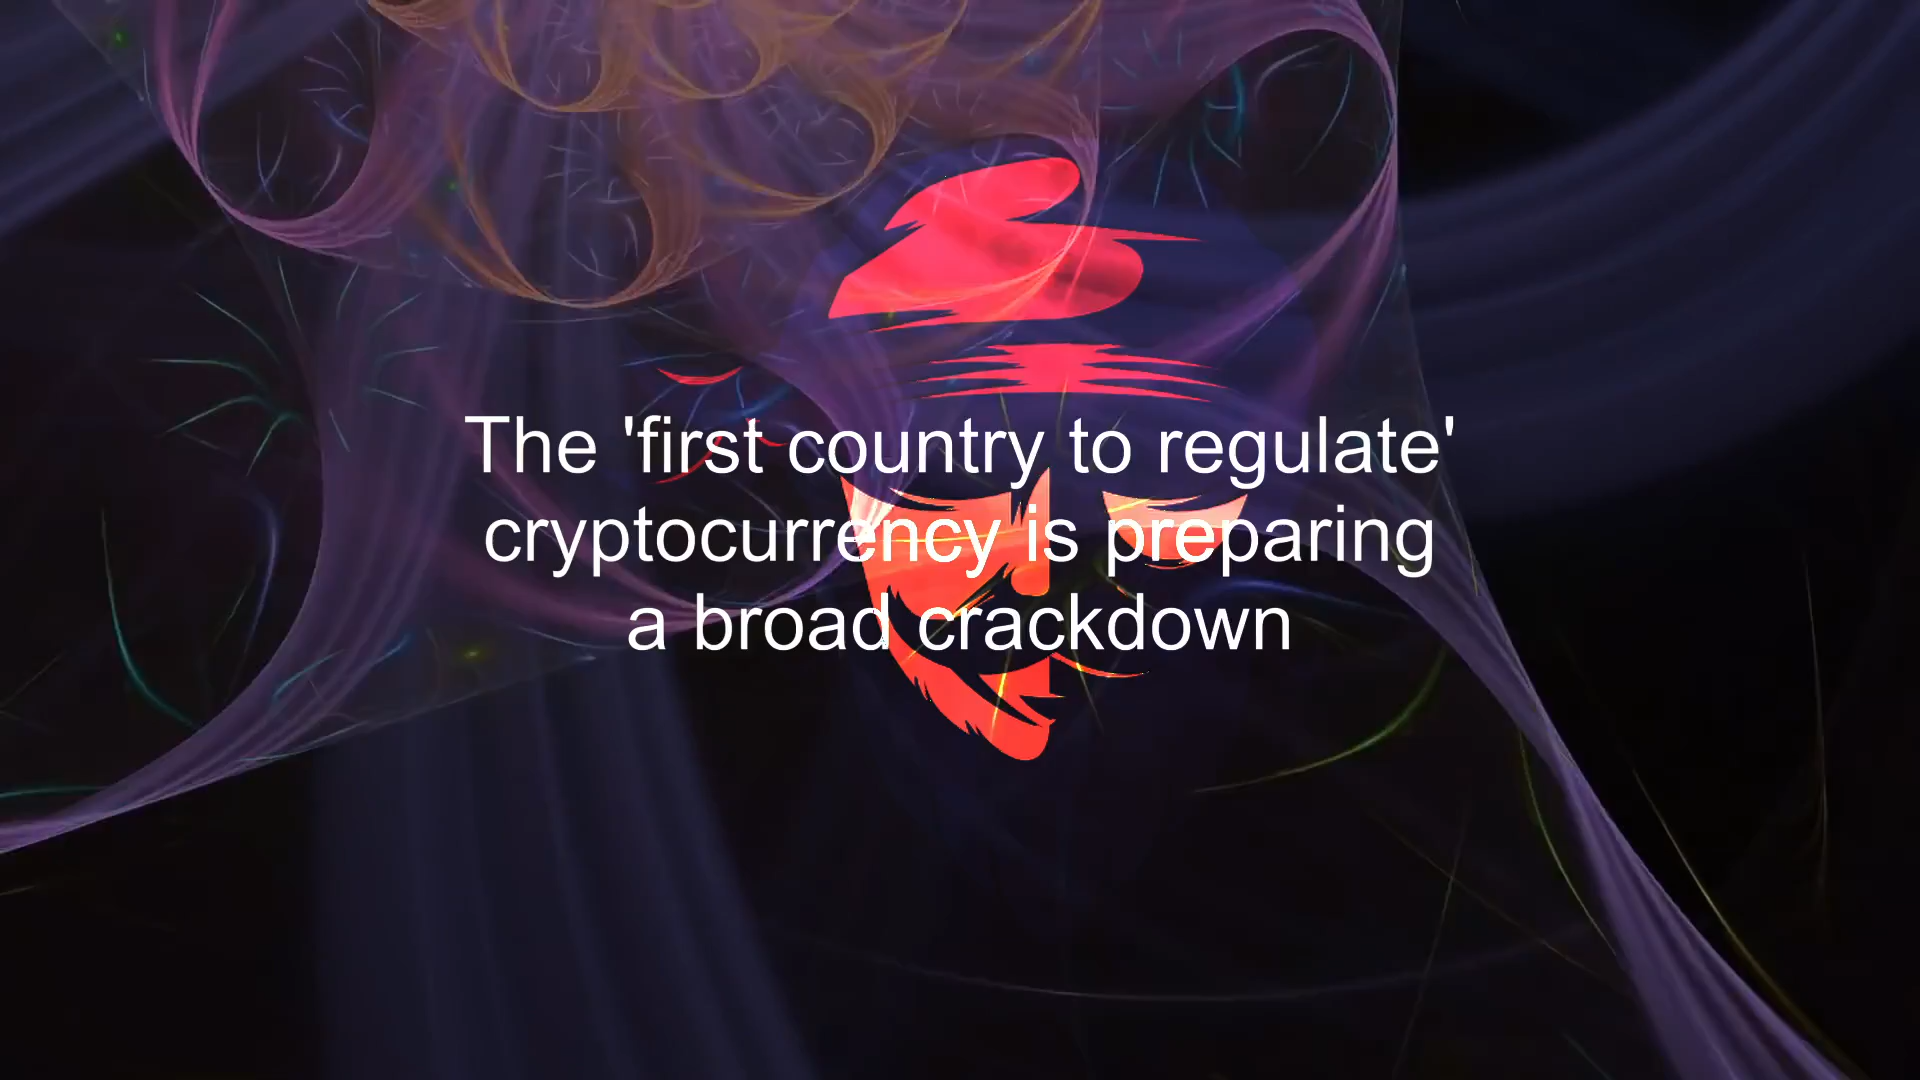 The 'first country to regulate'
cryptocurrency is preparing
a broad crackdown